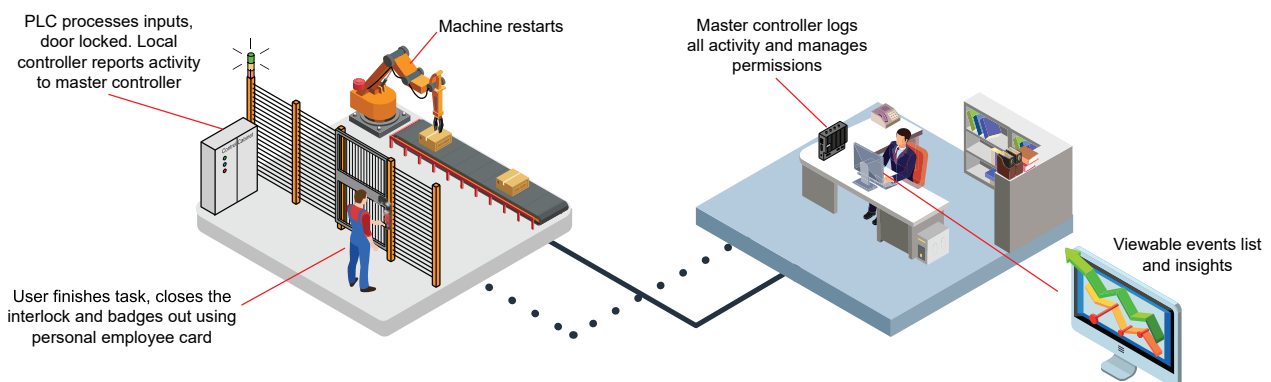 PLC processes inputs,
door locked. Local
controller reports activity
to master controller
Machine restarts
Master controller logs
all activity and manages
permissions
Control Cabinet
User finishes task, closes the
interlock and badges out using
personal employee card
Viewable events list
and insights